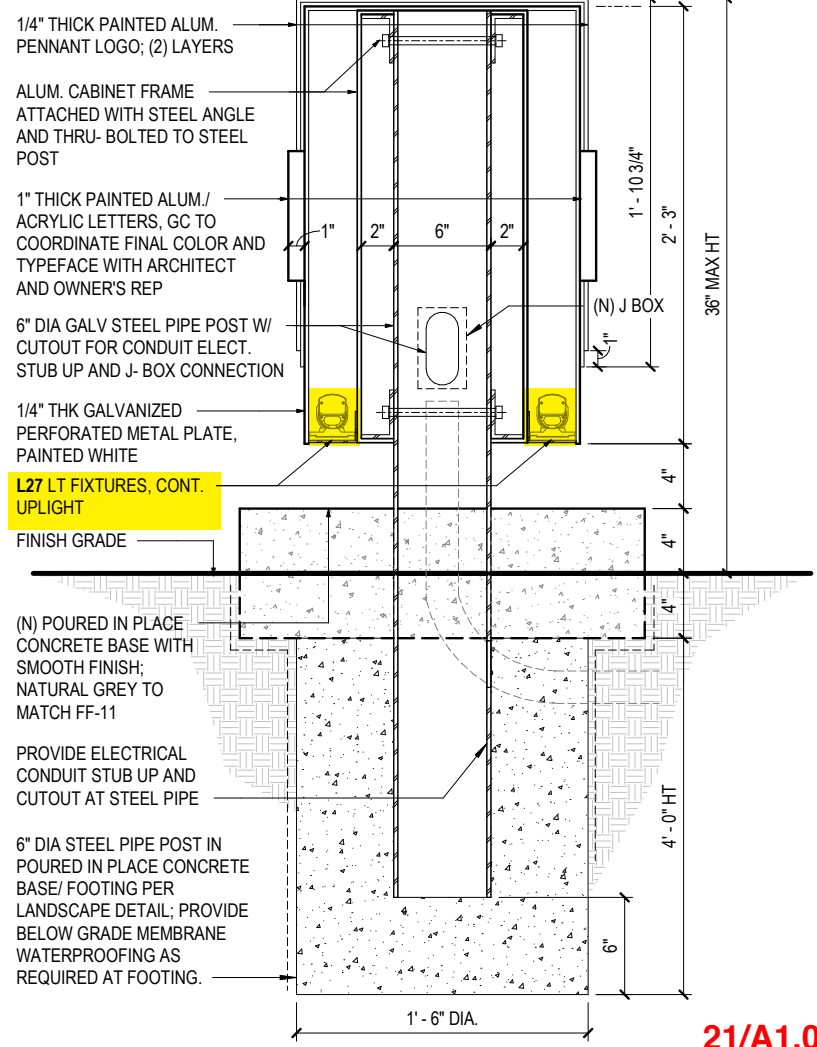 1/4" THICK PAINTED ALUM.
PENNANT LOGO; (2) LAYERS
ALUM. CABINET FRAME
ATTACHED WITH STEEL ANGLE
AND THRU- BOLTED TO STEEL
POST
1" THICK PAINTED ALUM./
ACRYLIC LETTERS, GC TO
COORDINATE FINAL COLOR AND
TYPEFACE WITH ARCHITECT
AND OWNER'S REP
6" DIA GALV STEEL PIPE POST W/
CUTOUT FOR CONDUIT ELECT.
STUB UP AND J- BOX CONNECTION
1/4" THK GALVANIZED
PERFORATED METAL PLATE,
PAINTED WHITE
L27 LT FIXTURES, CONT.
UPLIGHT
FINISH GRADE
(N) POURED IN PLACE
CONCRETE BASE WITH
SMOOTH FINISH;
NATURAL GREY TO
MATCH FF-11
PROVIDE ELECTRICAL
CONDUIT STUB UP AND
CUTOUT AT STEEL PIPE
6" DIA STEEL PIPE POST IN
POURED IN PLACE CONCRETE
BASE/ FOOTING PER
LANDSCAPE DETAIL; PROVIDE
BELOW GRADE MEMBRANE
WATERPROOFING AS
REQUIRED AT FOOTING.
1"
2"
6"
2"
(N) J BOX
1"
1' - 10 3/4"
2' - 3"
36" MAX HT
4"
4"
4"
4' - 0" HT
6"
1' - 6" DIA.
21/A1.0